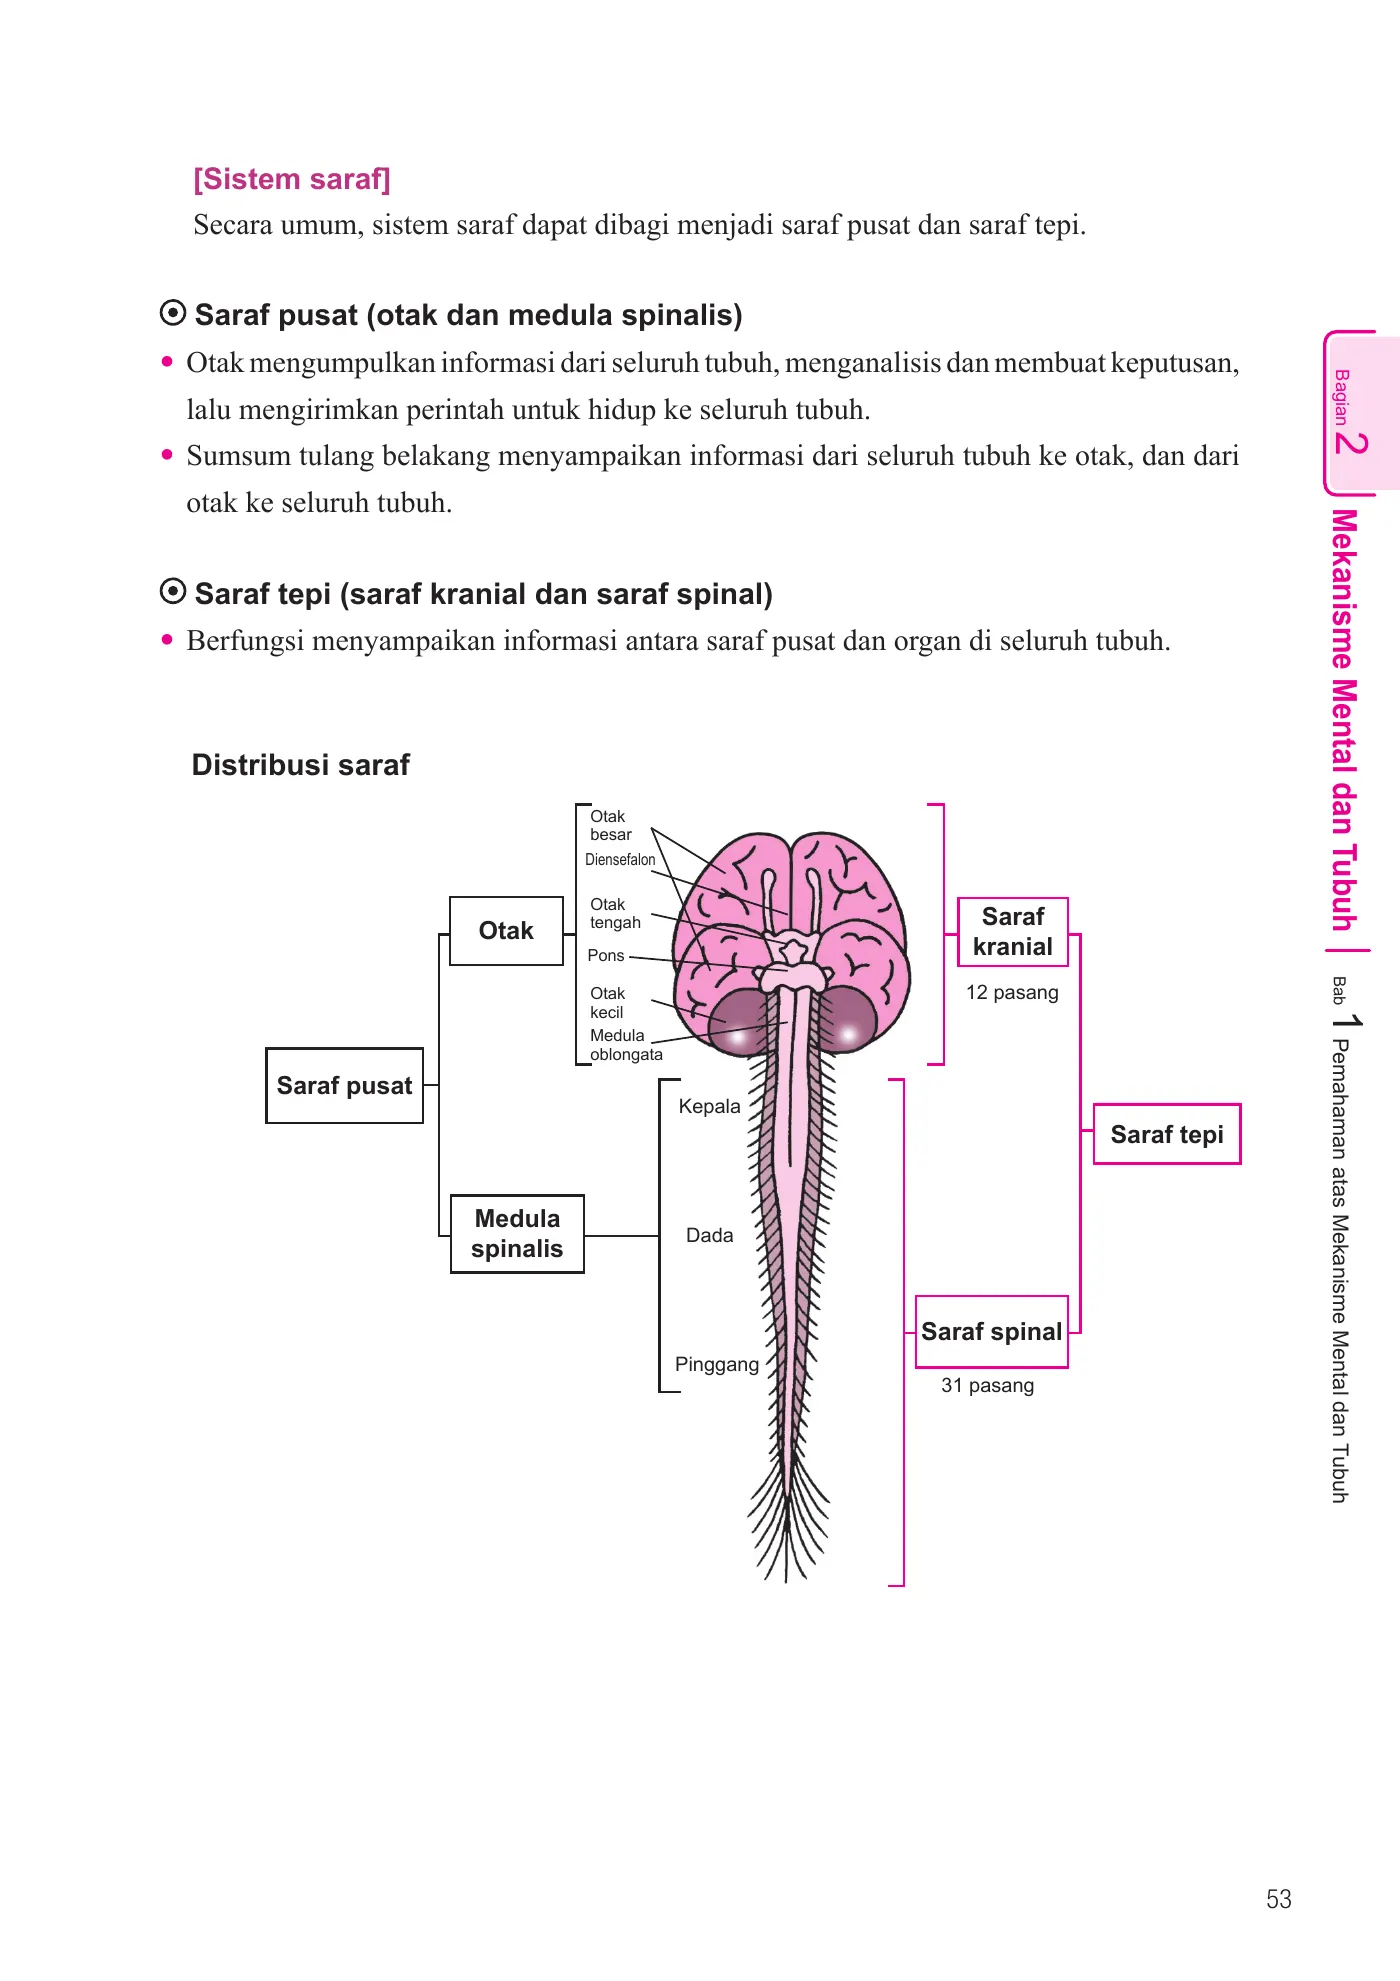 [Sistem saraf]
Secara umum, sistem saraf dapat dibagi menjadi saraf pusat dan saraf tepi.
Saraf pusat (otak dan medula spinalis)
• Otak mengumpulkan informasi dari seluruh tubuh, menganalisis dan membuat keputusan,
lalu mengirimkan perintah untuk hidup ke seluruh tubuh.
• Sumsum tulang belakang menyampaikan informasi dari seluruh tubuh ke otak, dan dari
otak ke seluruh tubuh.
Saraf tepi (saraf kranial dan saraf spinal)
• Berfungsi menyampaikan informasi antara saraf pusat dan organ di seluruh tubuh.
Distribusi saraf
Saraf pusat
Otak
Otak
besar
Diensefalon
Otak
tengah
Pons
Otak
kecil
Medula
oblongata
Medula
spinalis
Kepala
Dada
Pinggang
Saraf
kranial
12 pasang
Saraf tepi
Saraf spinal
31 pasang
Bagian 2
Mekanisme Mental dan Tubuh
Bab 1 Pemahaman atas Mekanisme Mental dan Tubuh
53